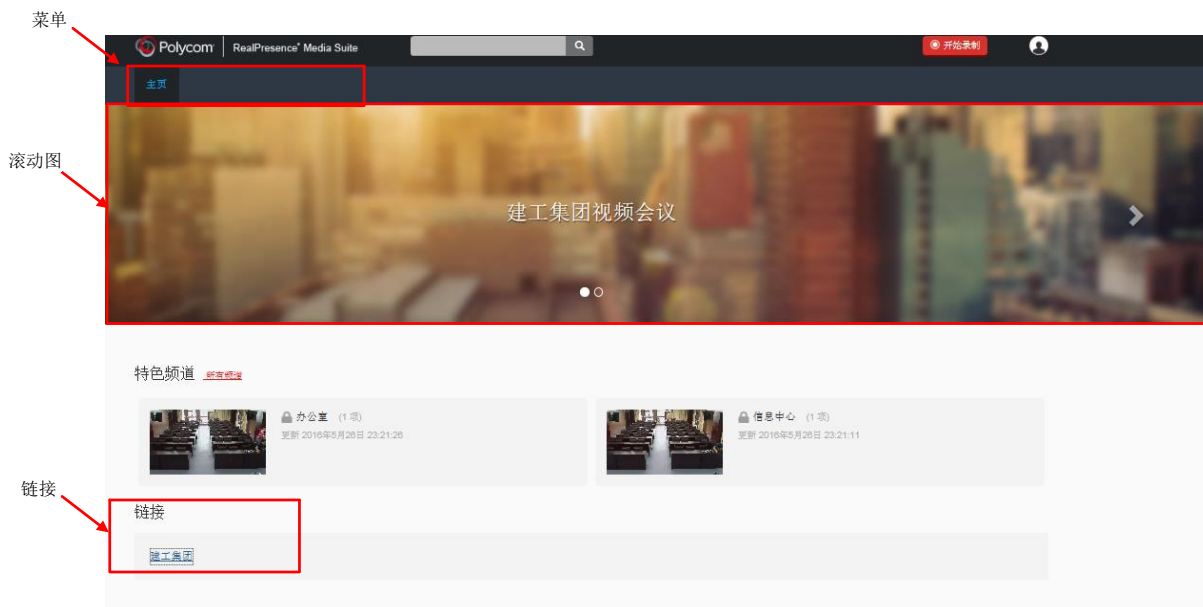 菜单
Polycom | RealPresence® Media Suite
开始录制
主页
滚动图
建工集团视频会议
特色频道 所有频道
办公室 (1 项)
更新 2016年5月26日 23:21:26
信息中心 (1 项)
更新 2016年5月26日 23:21:11
链接
链接
建工集团